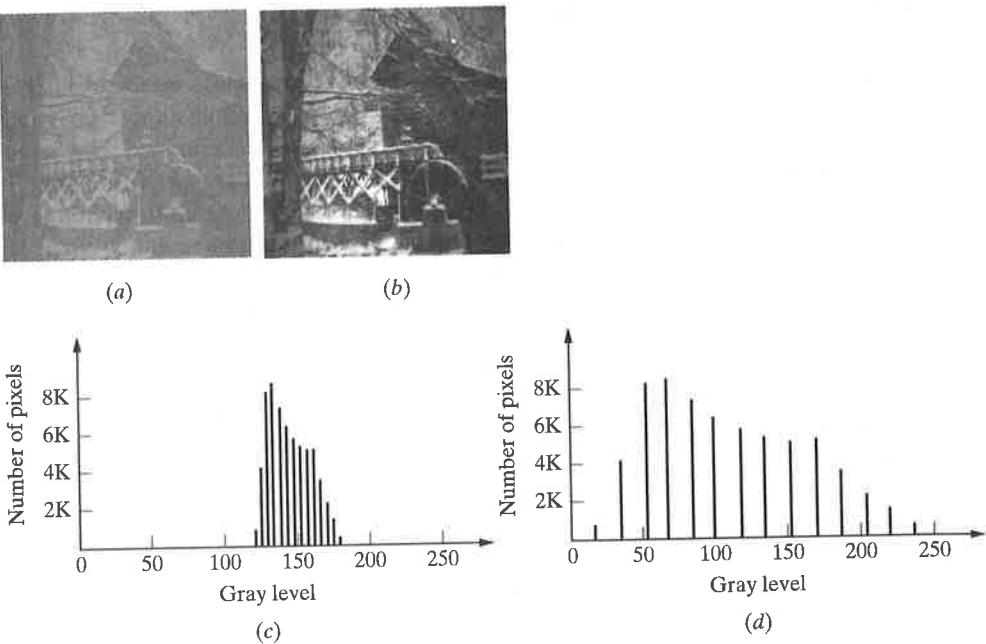 (a)
(b)
Number of pixels
8K
6K
4K
2K
0 50 100 150 200 250
Gray level
(c)
Number of pixels
8K
6K
4K
2K
0 50 100 150 200 250
Gray level
(d)